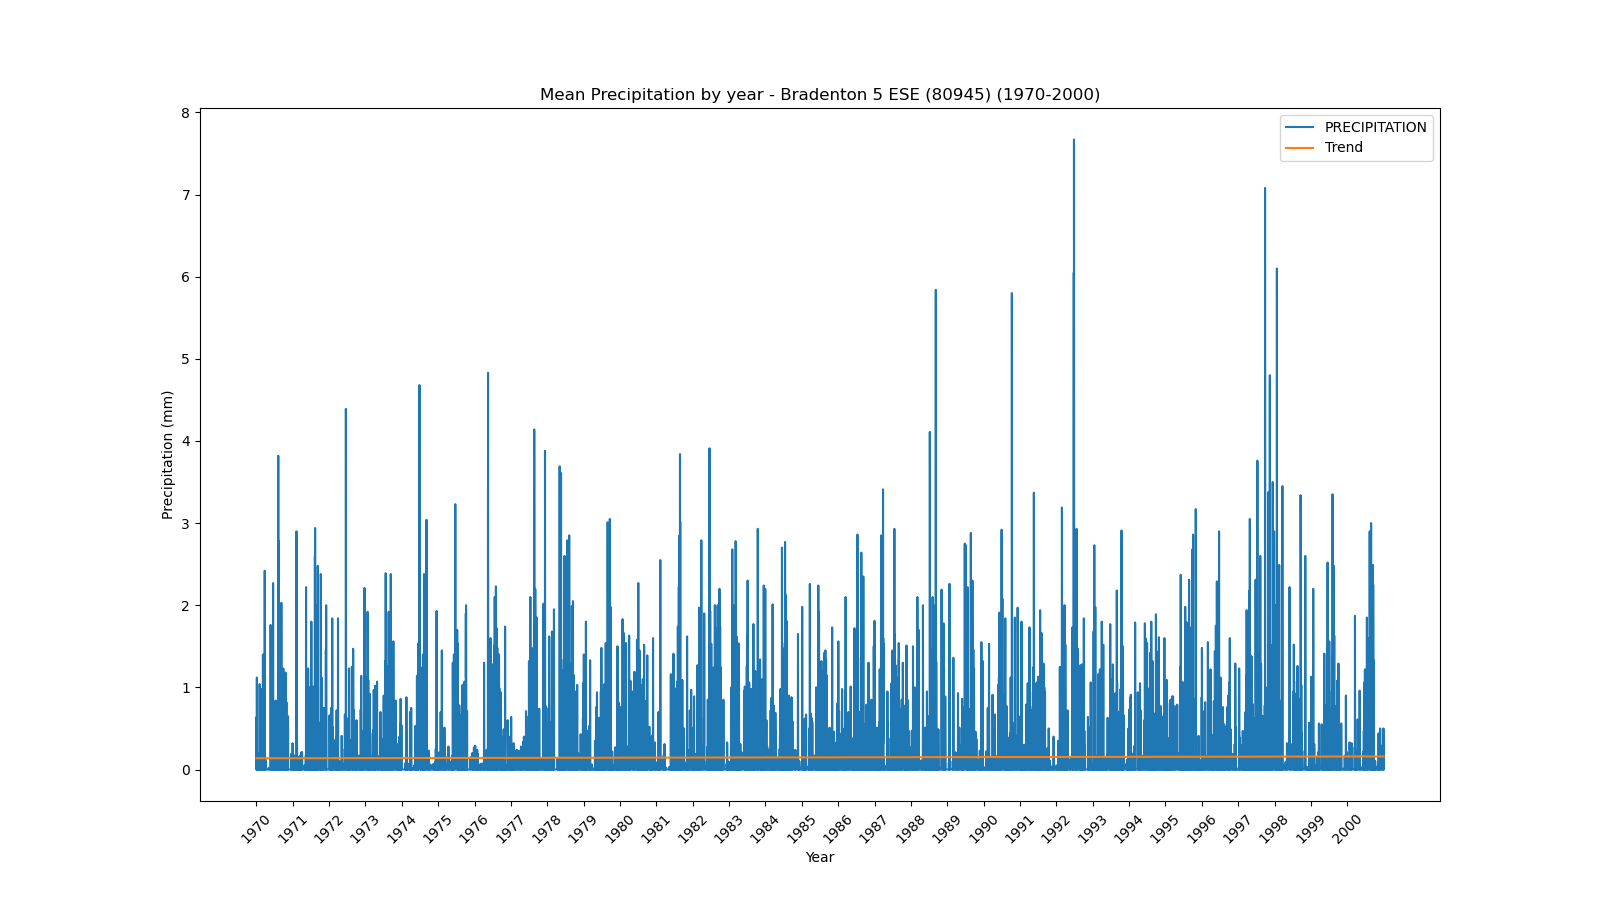 Mean Precipitation by year - Bradenton 5 ESE (80945) (1970-2000)
PRECIPITATION
Trend
8
7
6
5
4
3
2
1
0
Precipitation (mm)
1970 1971 1972 1973 1974 1975 1976 1977 1978 1979 1980 1981 1982 1983 1984 1985 1986 1987 1988 1989 1990 1991 1992 1993 1994 1995 1996 1997 1998 1999 2000
Year